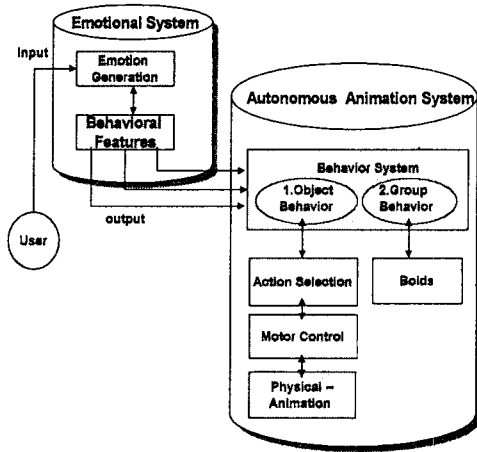 Emotional System
Input
Emotion
Generation
Behavioral
Features
output
User
Autonomous Animation System
Behavior System
1.Object
Behavior
2.Group
Behavior
Action Selection
Boids
Motor Control
Physical –
Animation